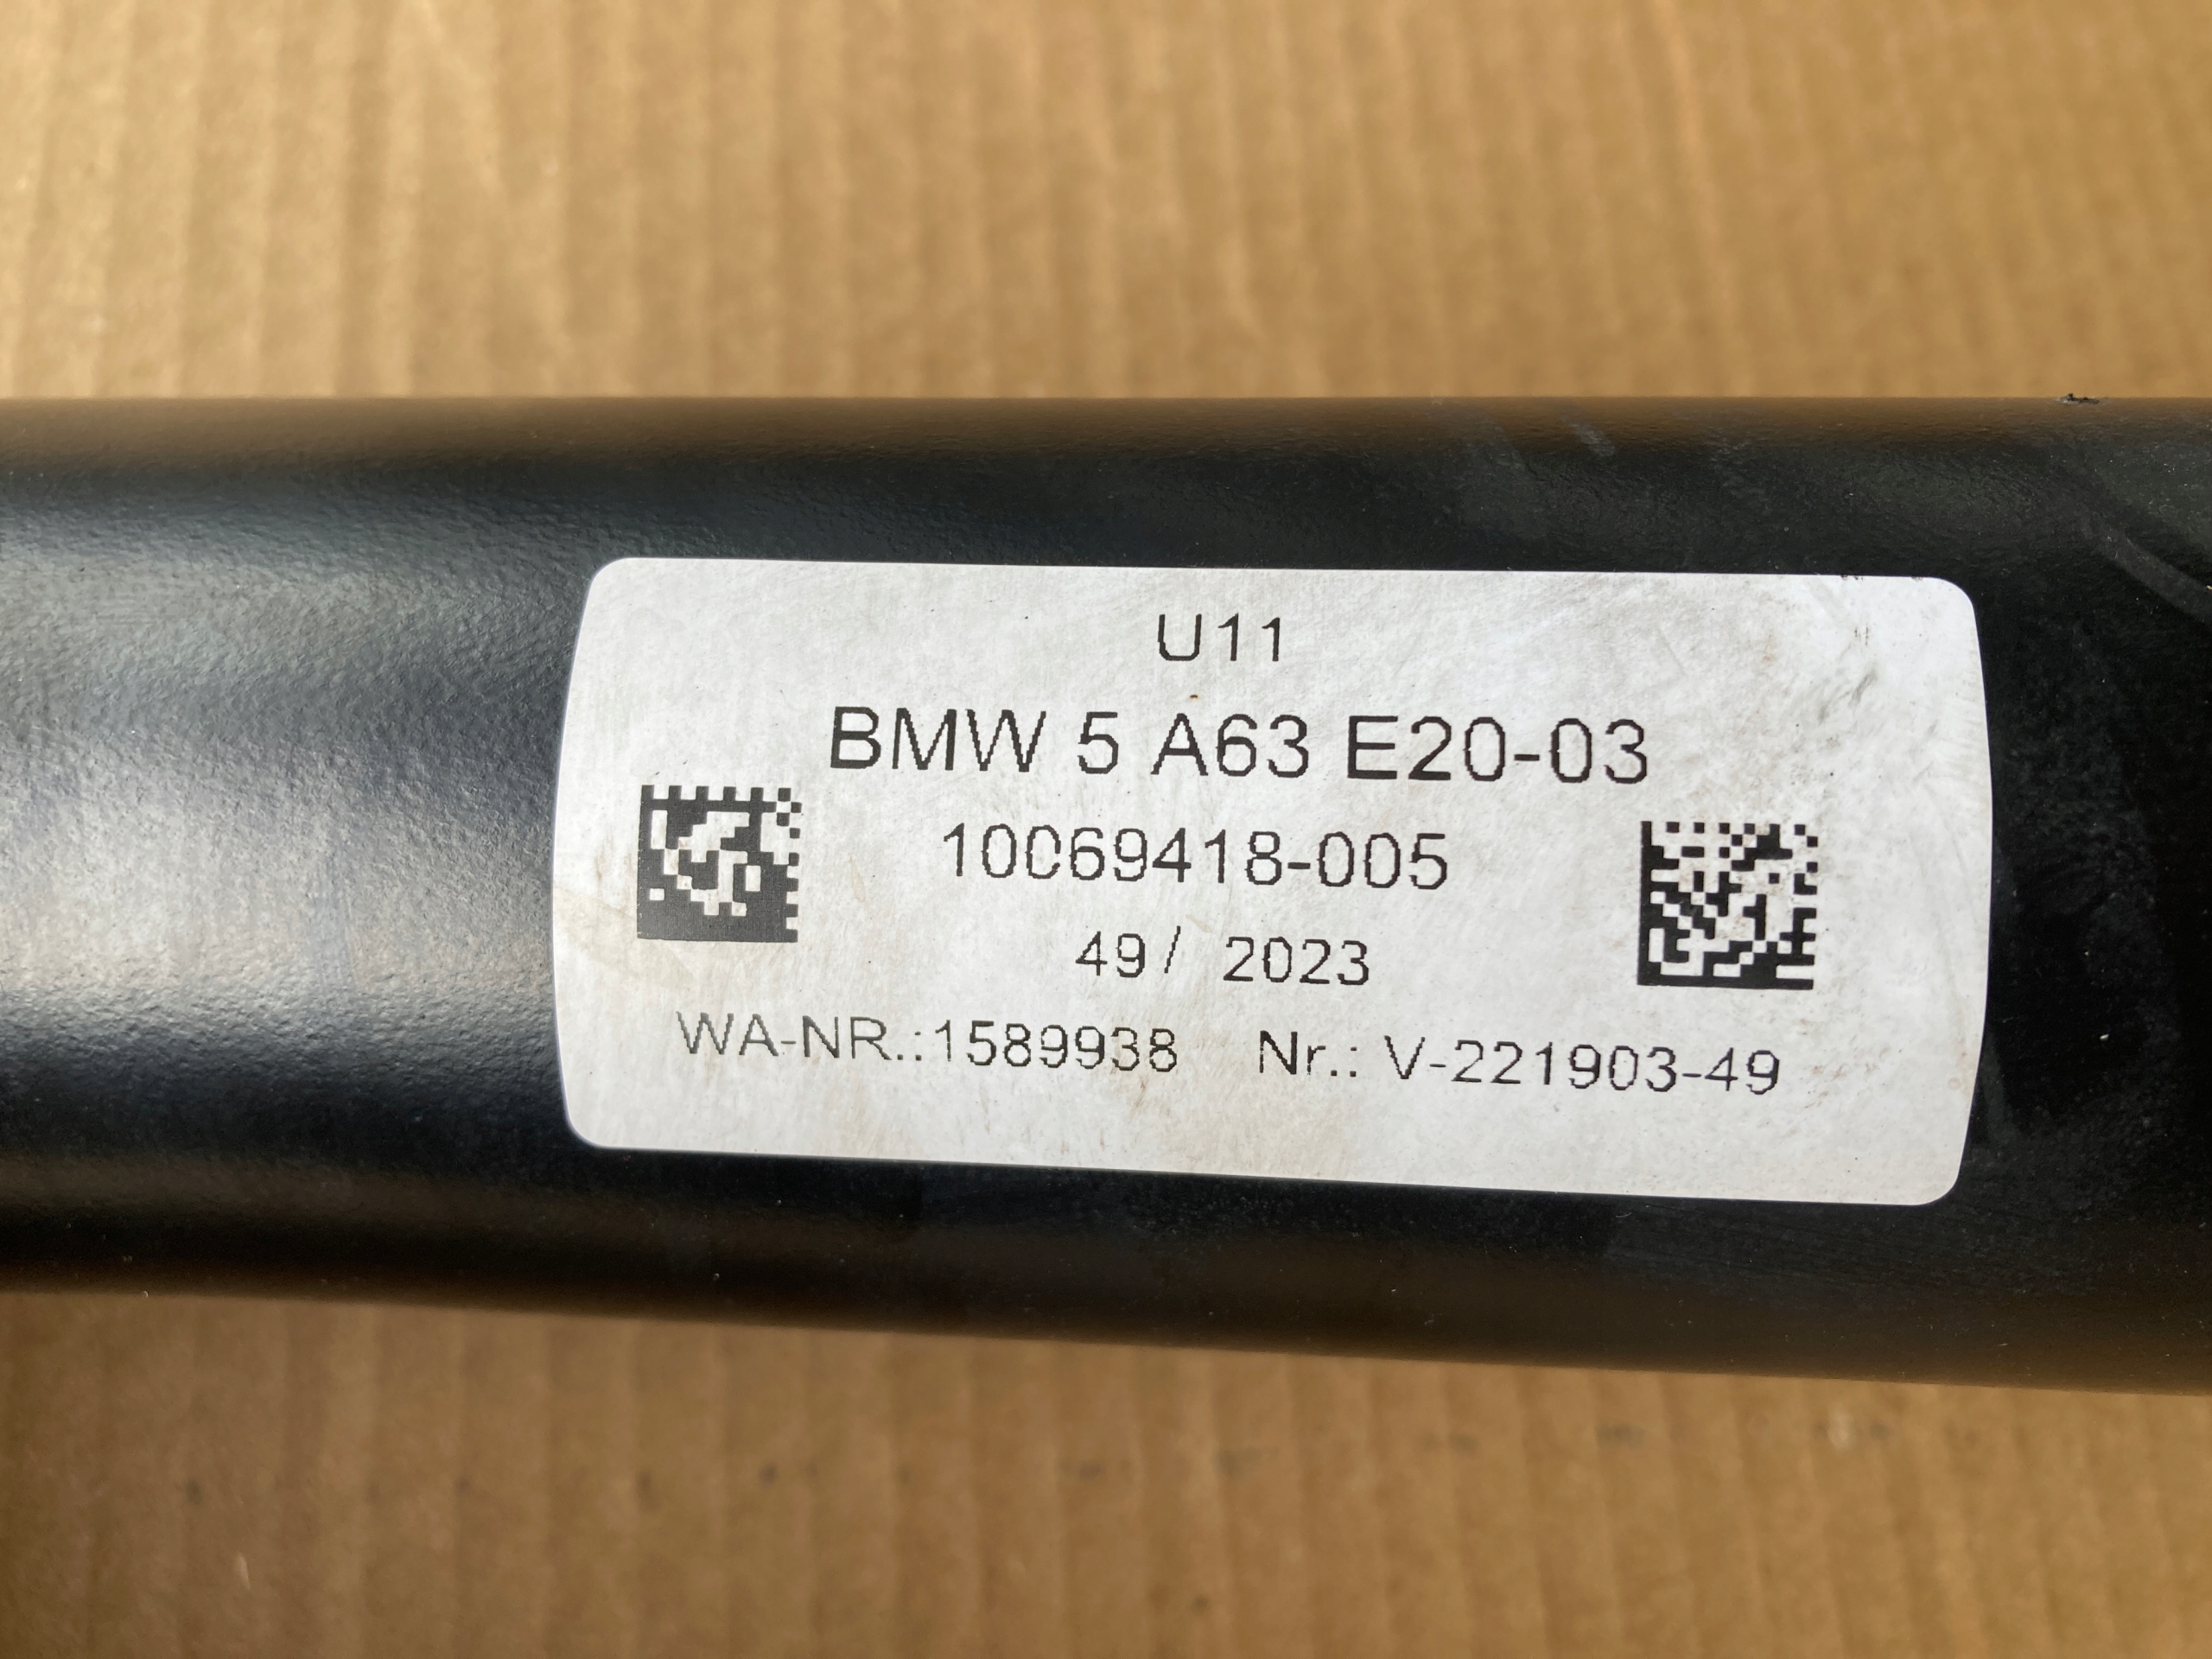 U11
BMW 5 A63 E20-03
10069418-005
49/ 2023
WA-NR.:1589938 Nr.: V-221903-49